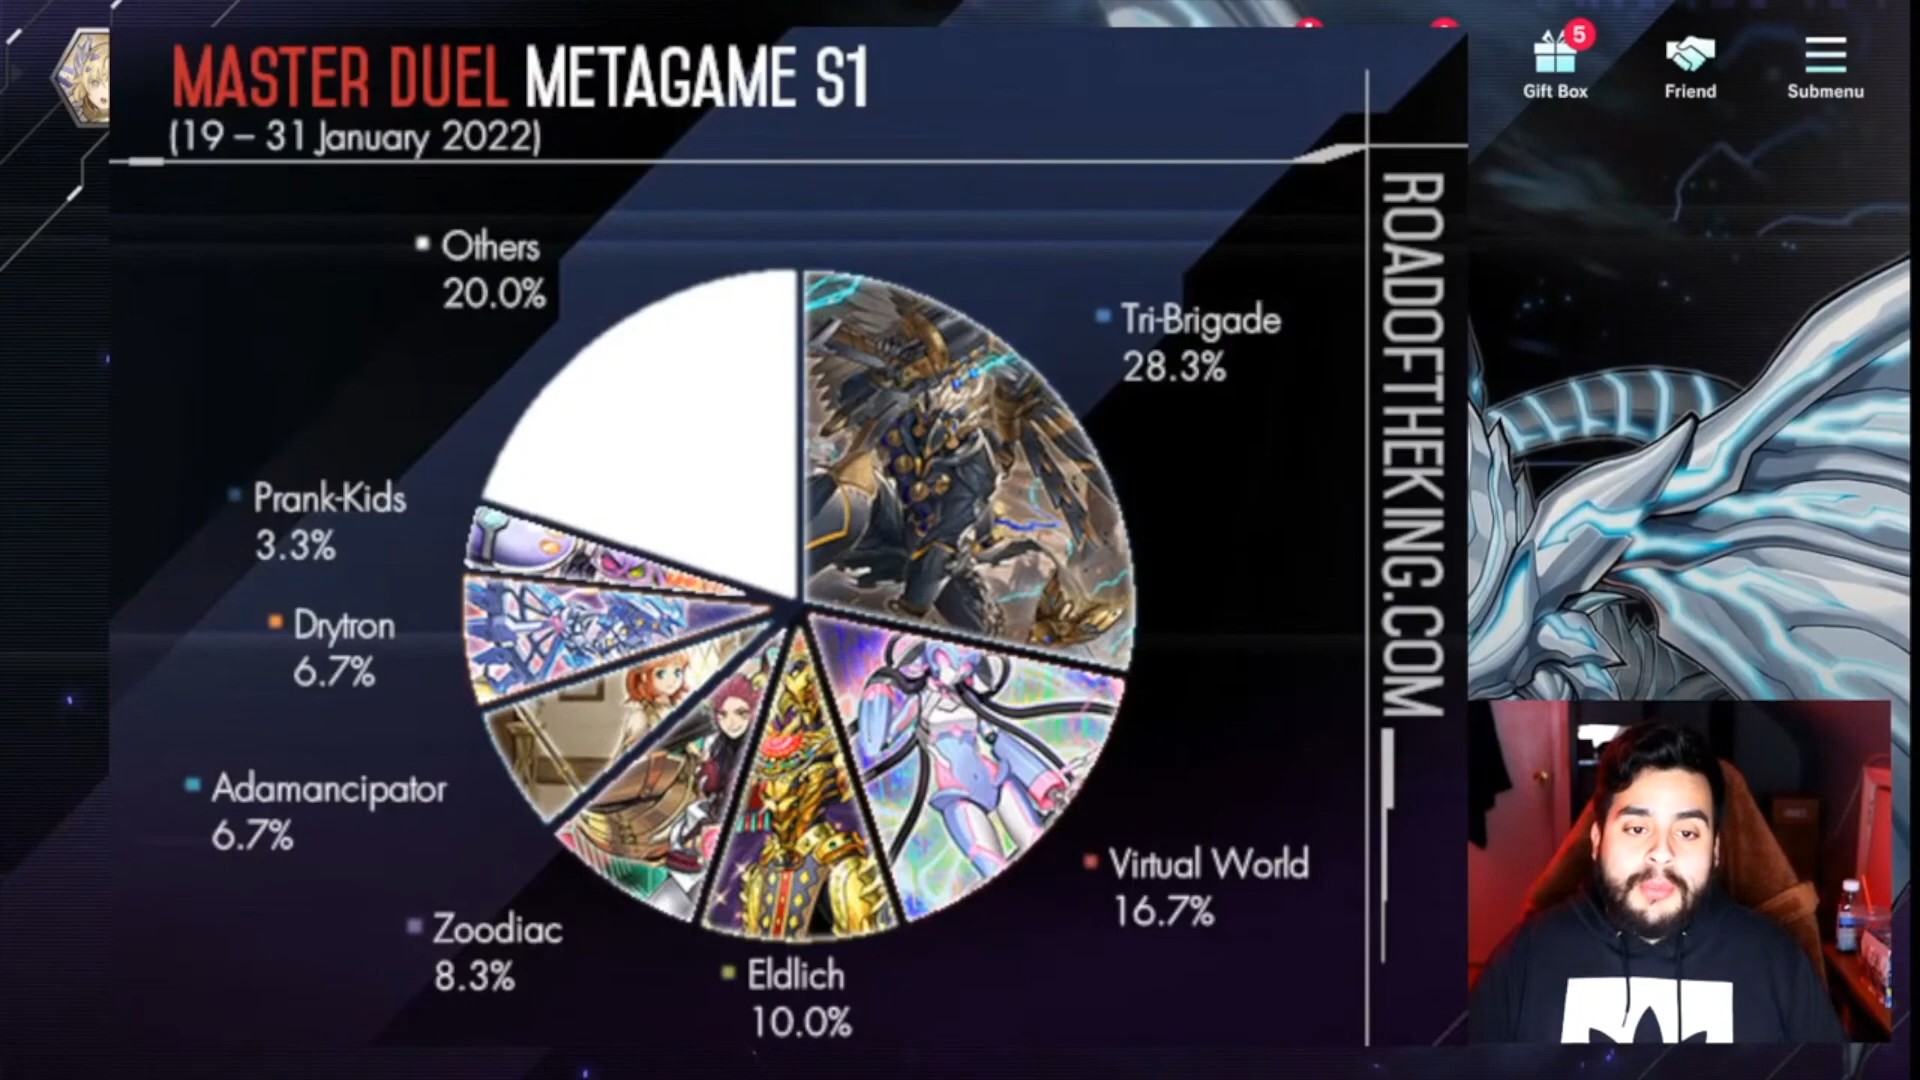 MASTER DUEL METAGAME S1
(19 – 31 January 2022)
5
Gift Box
Friend
Submenu
ROADOFTHEKING.COM
Others
20.0%
Tri-Brigade
28.3%
Prank-Kids
3.3%
Drytron
6.7%
Adamancipator
6.7%
Virtual World
16.7%
Zoodiac
8.3%
Eldlich
10.0%